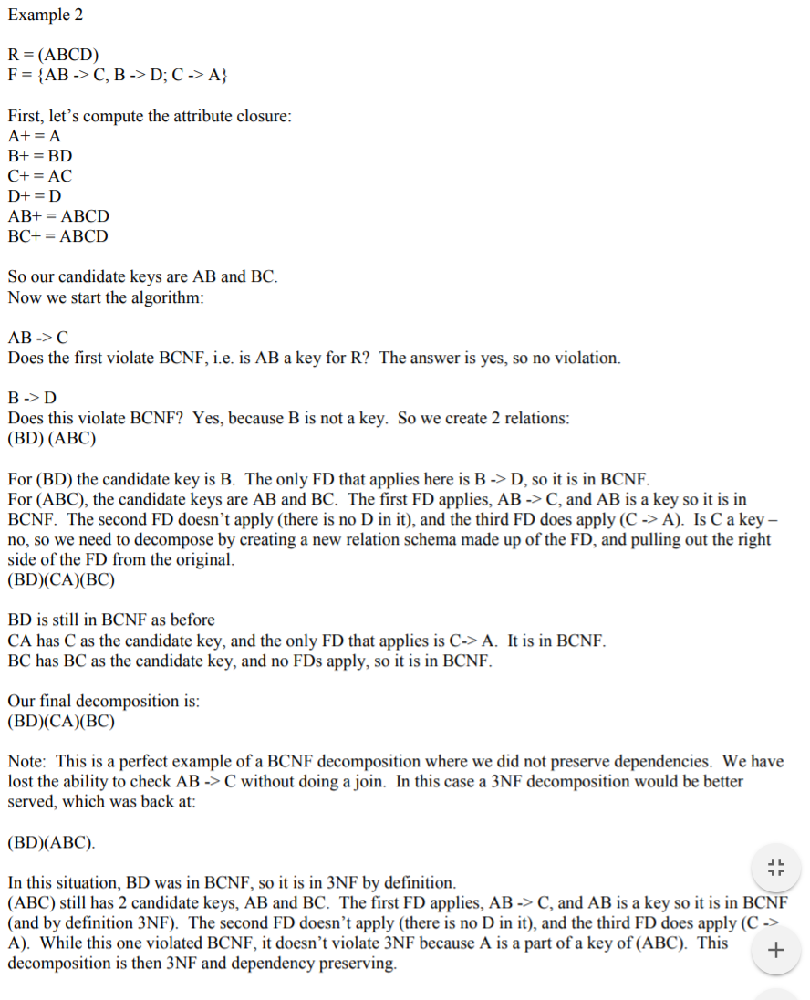 Example 2
R = (ABCD)
F = {AB -> C, B -> D; C -> A}
First, let’s compute the attribute closure:
A+ = A
B+ = BD
C+ = AC
D+ = D
AB+ = ABCD
BC+ = ABCD
So our candidate keys are AB and BC.
Now we start the algorithm:
AB -> C
Does the first violate BCNF, i.e. is AB a key for R?  The answer is yes, so no violation.
B -> D
Does this violate BCNF?  Yes, because B is not a key.  So we create 2 relations:
(BD) (ABC)
For (BD) the candidate key is B.  The only FD that applies here is B -> D, so it is in BCNF.
For (ABC), the candidate keys are AB and BC.  The first FD applies, AB -> C, and AB is a key so it is in
BCNF.  The second FD doesn’t apply (there is no D in it), and the third FD does apply (C -> A).  Is C a key –
no, so we need to decompose by creating a new relation schema made up of the FD, and pulling out the right
side of the FD from the original.
(BD)(CA)(BC)
BD is still in BCNF as before
CA has C as the candidate key, and the only FD that applies is C-> A.  It is in BCNF.
BC has BC as the candidate key, and no FDs apply, so it is in BCNF.
Our final decomposition is:
(BD)(CA)(BC)
Note:  This is a perfect example of a BCNF decomposition where we did not preserve dependencies.  We have
lost the ability to check AB -> C without doing a join.  In this case a 3NF decomposition would be better
served, which was back at:
(BD)(ABC).
In this situation, BD was in BCNF, so it is in 3NF by definition.
(ABC) still has 2 candidate keys, AB and BC.  The first FD applies, AB -> C, and AB is a key so it is in BCNF
(and by definition 3NF).  The second FD doesn’t apply (there is no D in it), and the third FD does apply (C ->
A).  While this one violated BCNF, it doesn’t violate 3NF because A is a part of a key of (ABC).  This
decomposition is then 3NF and dependency preserving.